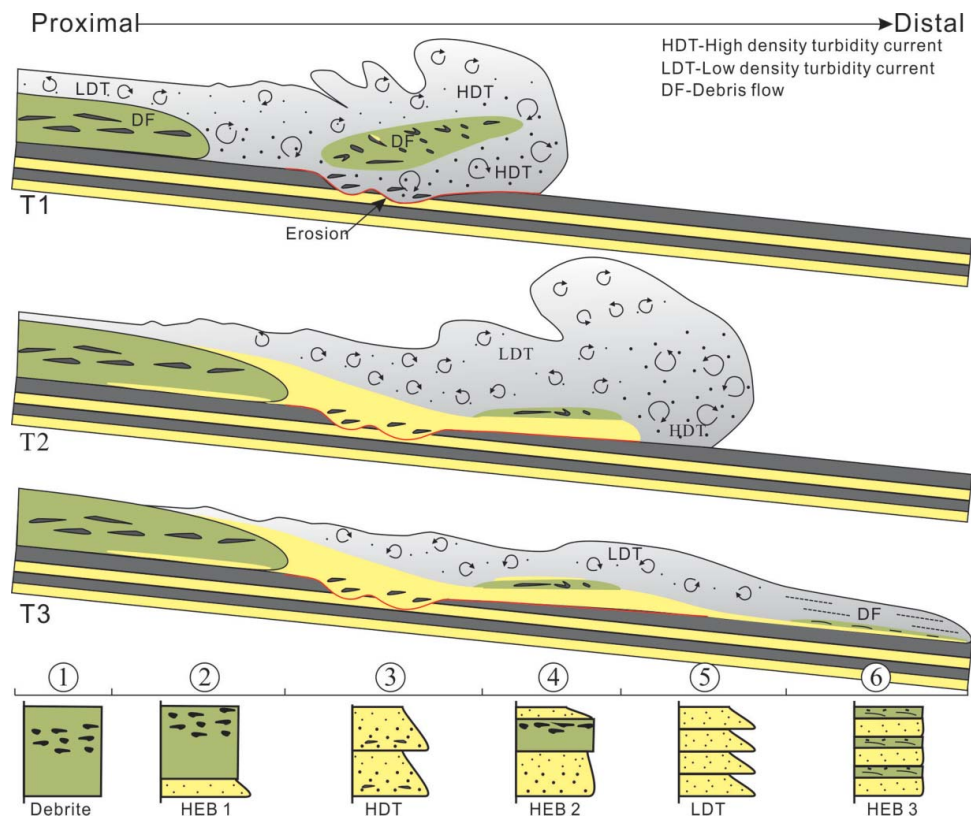 Proximal
Distal
HDT-High density turbidity current
LDT-Low density turbidity current
DF-Debris flow
LDT
DF
HDT
DF
HDT
T1
Erosion
LDT
HDT
T2
LDT
DF
T3
① ② ③ ④ ⑤ ⑥
Debrite HEB 1 HDT HEB 2 LDT HEB 3